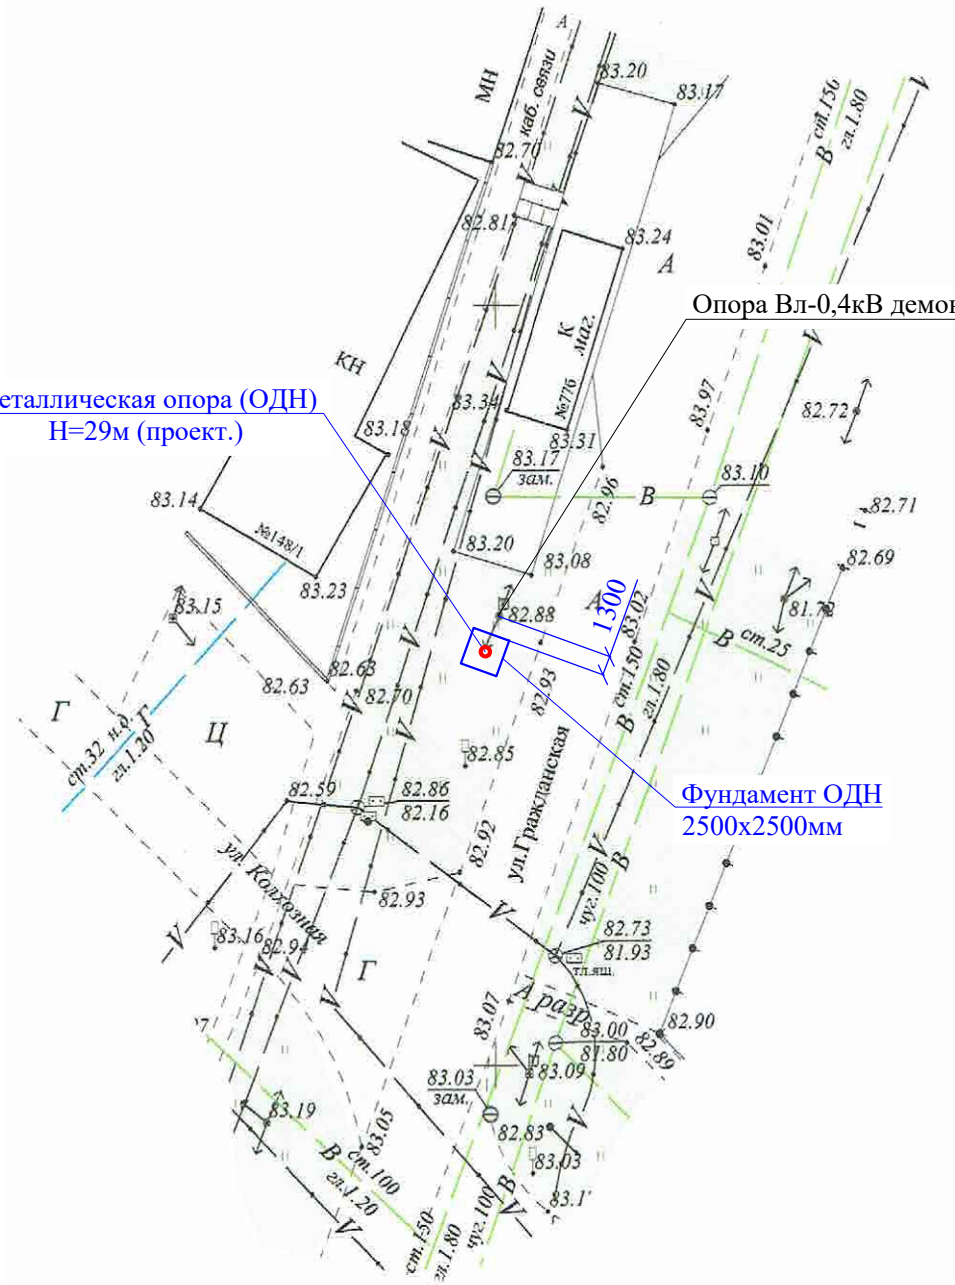 А
МН
каб. связи
V
83.20
83.17
V
ст.150
гл.1.80
В
82.70
V
82.81
83.24
А
83.01
Опора Вл-0,4кВ демон
К
маг.
№77б
V
КН
еталлическая опора (ОДН)
Н=29м (проект.)
83.34
V
83.97
82.72
83.18
83.31
V
V
83.17
зам.
83.10
82.96
В
83.14
82.71
№148/1
83.20
83.08
82.69
83.23
82.88
А
1300
83.02
V
81.72
83.15
V
В
ст.25
82.63
82.63
82.70
V
82.93
ст.150
гл.1.80
В
Г
Г
Ц
V
ст.32 н.д.
гл.1.20
82.85
ул.Гражданская
82.59
82.86
82.16
Фундамент ОДН
2500х2500мм
82.92
ул. Колхозная
V
В
82.93
V
чуг.100
V
83.16
82.9
82.73
81.93
тл.ящ.
V
V
Г
V
83.07
А разр.
83.00
81.80
82.90
82.89
83.03
зам.
83.09
83.19
82.83
V
83.05
В
ст.100
гл.1.20
83.03
83.1
В
V
V
ст.150
гл.1.80
чуг.100